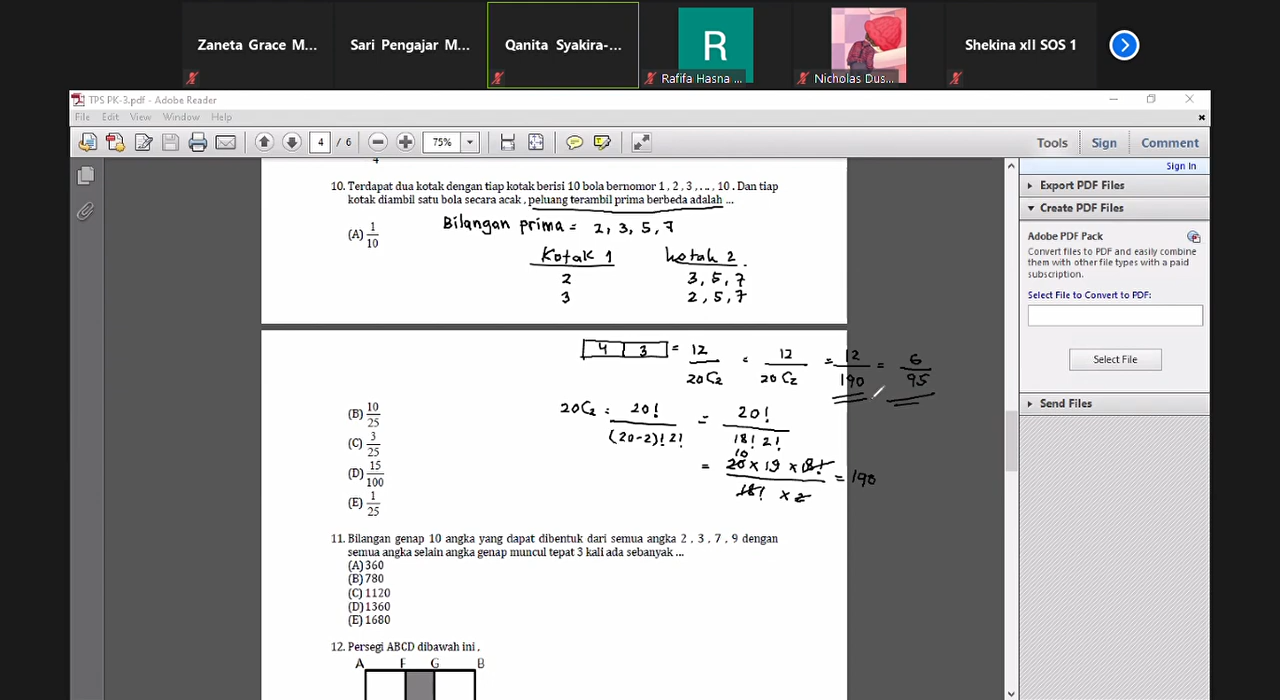 Zaneta Grace M... Sari Pengajar M... Qanita Syakira-... R Shekina xII SOS 1
Rafifa Hasna ... Nicholas Dus...
TPS PK-3.pdf - Adobe Reader
File Edit View Window Help
4 / 6 75% Tools Sign Comment
Sign In
4
10. Terdapat dua kotak dengan tiap kotak berisi 10 bola bernomor 1 , 2 , 3 , ... , 10 . Dan tiap
kotak diambil satu bola secara acak , peluang terambil prima berbeda adalah ...
(A) 1/10
Bilangan prima = 2, 3, 5, 7
Kotak 1 kotak 2
2 3, 5, 7
3 2, 5, 7
4 3 = 12/20C2 = 12/20C2 = 12/190 = 6/95
20C2 = 20!/(20-2)! 2! = 20!/18! 2!
10
= 20 x 19 x 18!/18! x 2 = 190
(B) 10/25
(C) 3/25
(D) 15/100
(E) 1/25
11. Bilangan genap 10 angka yang dapat dibentuk dari semua angka 2 , 3 , 7 , 9 dengan
semua angka selain angka genap muncul tepat 3 kali ada sebanyak ...
(A) 360
(B) 780
(C) 1120
(D) 1360
(E) 1680
12. Persegi ABCD dibawah ini ,
A F G B
Export PDF Files
Create PDF Files
Adobe PDF Pack
Convert files to PDF and easily combine
them with other file types with a paid
subscription.
Select File to Convert to PDF:
Select File
Send Files